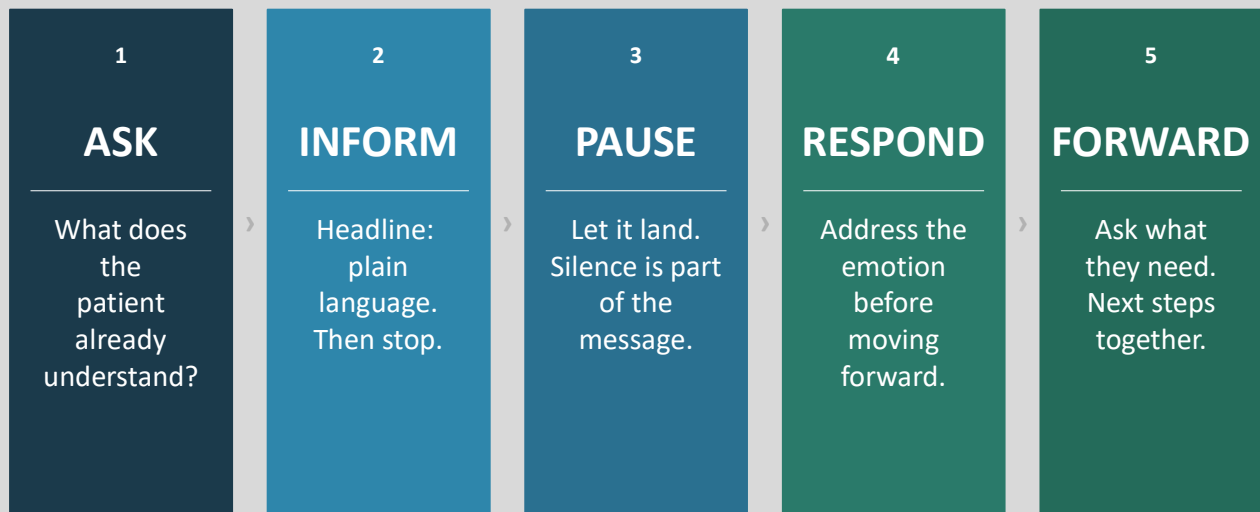 1
ASK
What does
the
patient
already
understand?
›
2
INFORM
Headline:
plain
language.
Then stop.
›
3
PAUSE
Let it land.
Silence is part
of the
message.
›
4
RESPOND
Address the
emotion
before
moving
forward.
›
5
FORWARD
Ask what
they need.
Next steps
together.